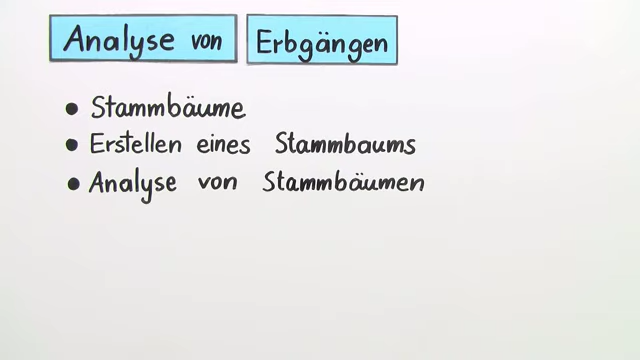 Analyse von Erbgängen
• Stammbäume
• Erstellen eines Stammbaums
• Analyse von Stammbäumen